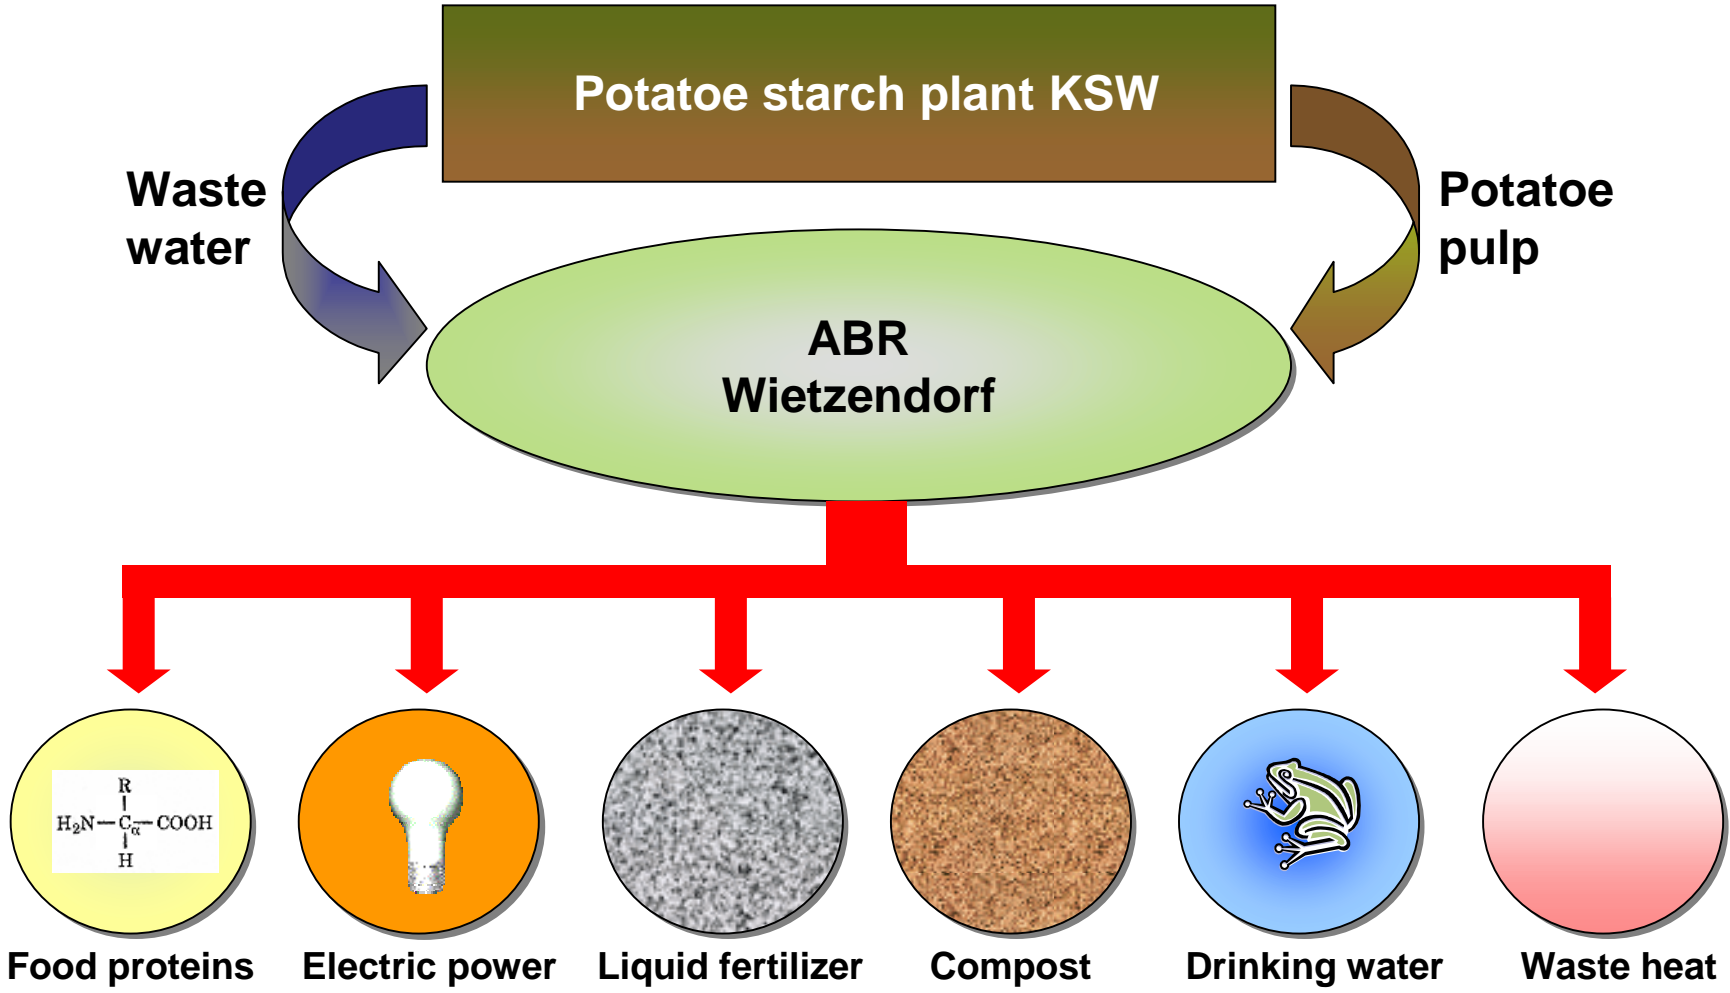 Potatoe starch plant KSW
Waste
water
Potatoe
pulp
ABR
Wietzendorf
R
H₂N—Cα—COOH
H
Food proteins
Electric power
Liquid fertilizer
Compost
Drinking water
Waste heat